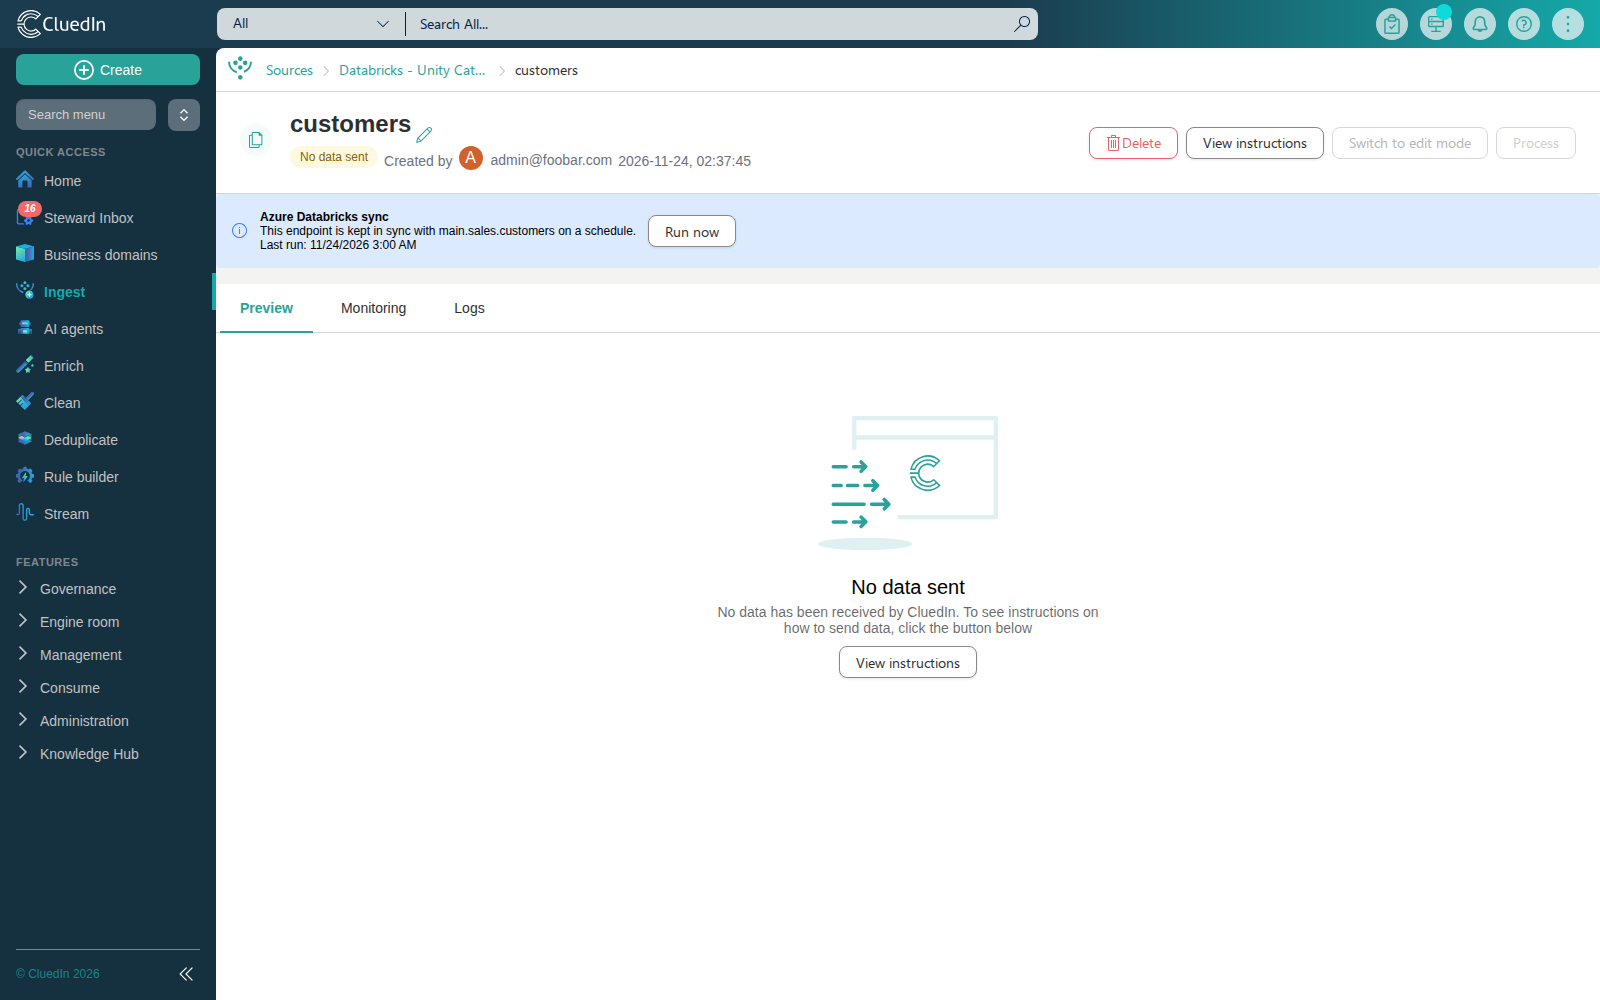 CluedIn
All
Search All...
Create
Search menu
QUICK ACCESS
Home
16
Steward Inbox
Business domains
Ingest
AI agents
Enrich
Clean
Deduplicate
Rule builder
Stream
FEATURES
Governance
Engine room
Management
Consume
Administration
Knowledge Hub
© CluedIn 2026
Sources
Databricks - Unity Cat...
customers
customers
No data sent
Created by
A
admin@foobar.com
2026-11-24, 02:37:45
Delete
View instructions
Switch to edit mode
Process
Azure Databricks sync
This endpoint is kept in sync with main.sales.customers on a schedule.
Last run: 11/24/2026 3:00 AM
Run now
Preview
Monitoring
Logs
No data sent
No data has been received by CluedIn. To see instructions on
how to send data, click the button below
View instructions